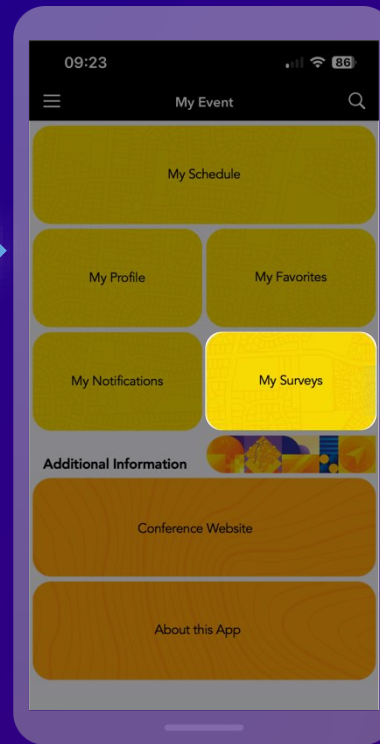 09:23
86
My Event
My Schedule
My Profile
My Favorites
My Notifications
My Surveys
Additional Information
Conference Website
About this App